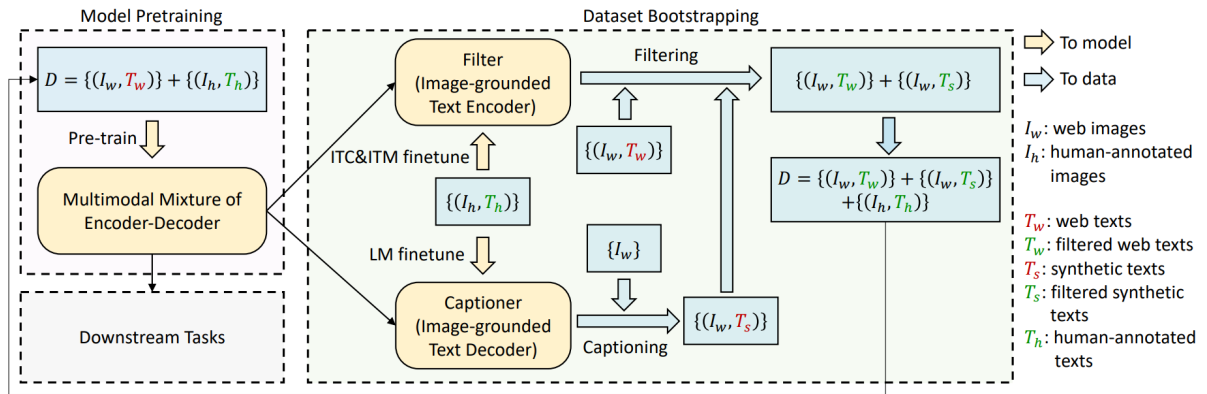 Model Pretraining
D = {(I_w, T_w)} + {(I_h, T_h)}
Pre-train
Multimodal Mixture of
Encoder-Decoder
Downstream Tasks
Dataset Bootstrapping
Filter
(Image-grounded
Text Encoder)
Filtering
ITC&ITM finetune
{(I_w, T_w)}
{(I_h, T_h)}
LM finetune
{I_w}
Captioner
(Image-grounded
Text Decoder)
Captioning
{(I_w, T_s)}
{(I_w, T_w)} + {(I_w, T_s)}
D = {(I_w, T_w)} + {(I_w, T_s)}
+{(I_h, T_h)}
To model
To data
I_w: web images
I_h: human-annotated
images
T_w: web texts
T_w: filtered web texts
T_s: synthetic texts
T_s: filtered synthetic
texts
T_h: human-annotated
texts